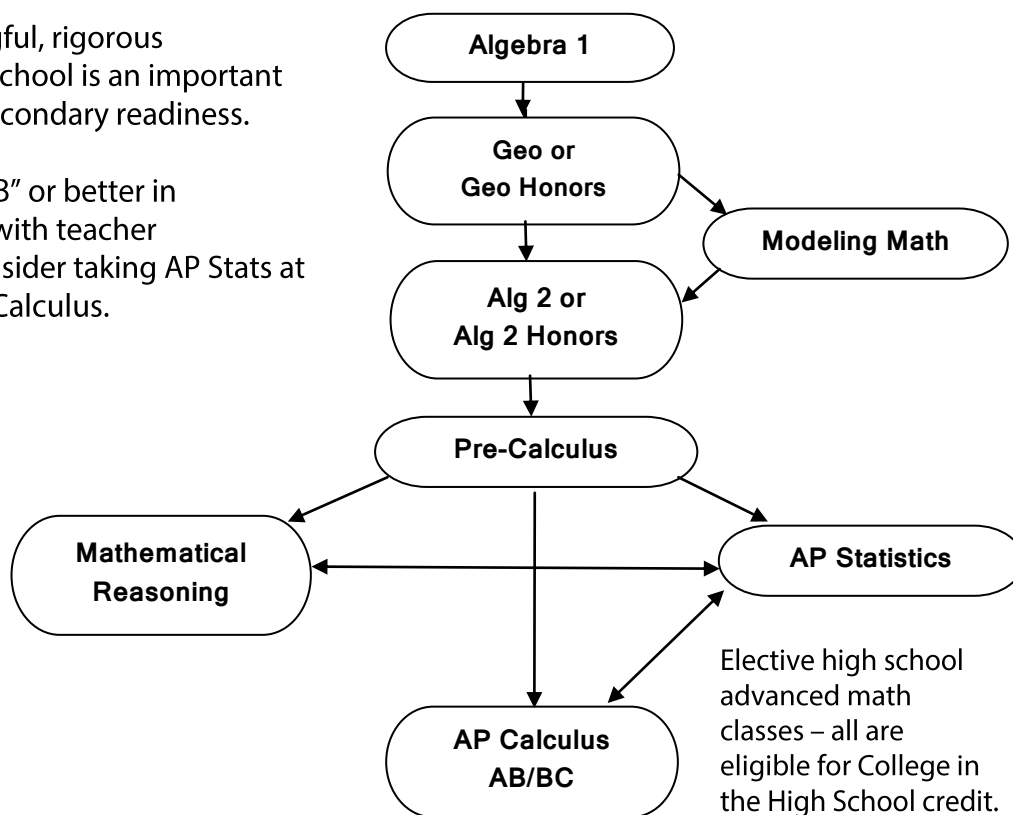 gful, rigorous
school is an important
condary readiness.
B” or better in
with teacher
sider taking AP Stats at
Calculus.
Algebra 1
Geo or
Geo Honors
Modeling Math
Alg 2 or
Alg 2 Honors
Pre-Calculus
Mathematical
Reasoning
AP Statistics
AP Calculus
AB/BC
Elective high school
advanced math
classes – all are
eligible for College in
the High School credit.